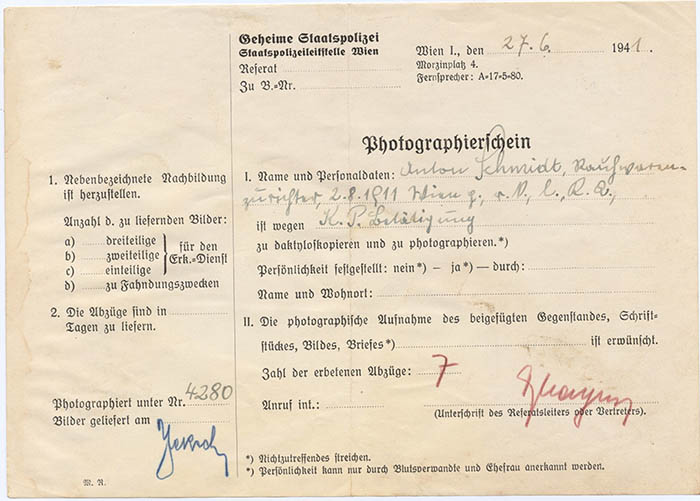 Geheime Staatspolizei
Staatspolizeileitstelle Wien
Referat
Zu B.=Nr.
Wien I., den 27.6. 1941.
Morzinplatz 4.
Fernsprecher: A=17=5=80.
Photographierschein
1. Nebenbezeichnete Nachbildung
ist herzustellen.
Anzahl d. zu liefernden Bilder:
a) dreiteilige
b) zweiteilige
c) einteilige
für den
Erk.=Dienst
d) zu Fahndungszwecken
2. Die Abzüge sind in
Tagen zu liefern.
Photographiert unter Nr. 4280
Bilder geliefert am
M. R.
I. Name und Personaldaten: Anton Schmidt, Rauhwaren-
zurichter, 2.8.1911 Wien g., r. D, l., R. A.,
ist wegen K. P. Betätigung
zu daktyloskopieren und zu photographieren.*)
Persönlichkeit festgestellt: nein*) – ja*) — durch:
Name und Wohnort:
II. Die photographische Aufnahme des beigefügten Gegenstandes, Schrift-
stückes, Bildes, Briefes*) ist erwünscht.
Zahl der erbetenen Abzüge: 7
Anruf int.:
(Unterschrift des Referatsleiters oder Vertreters).
*) Nichtzutreffendes streichen.
*) Persönlichkeit kann nur durch Blutsverwandte und Ehefrau anerkannt werden.